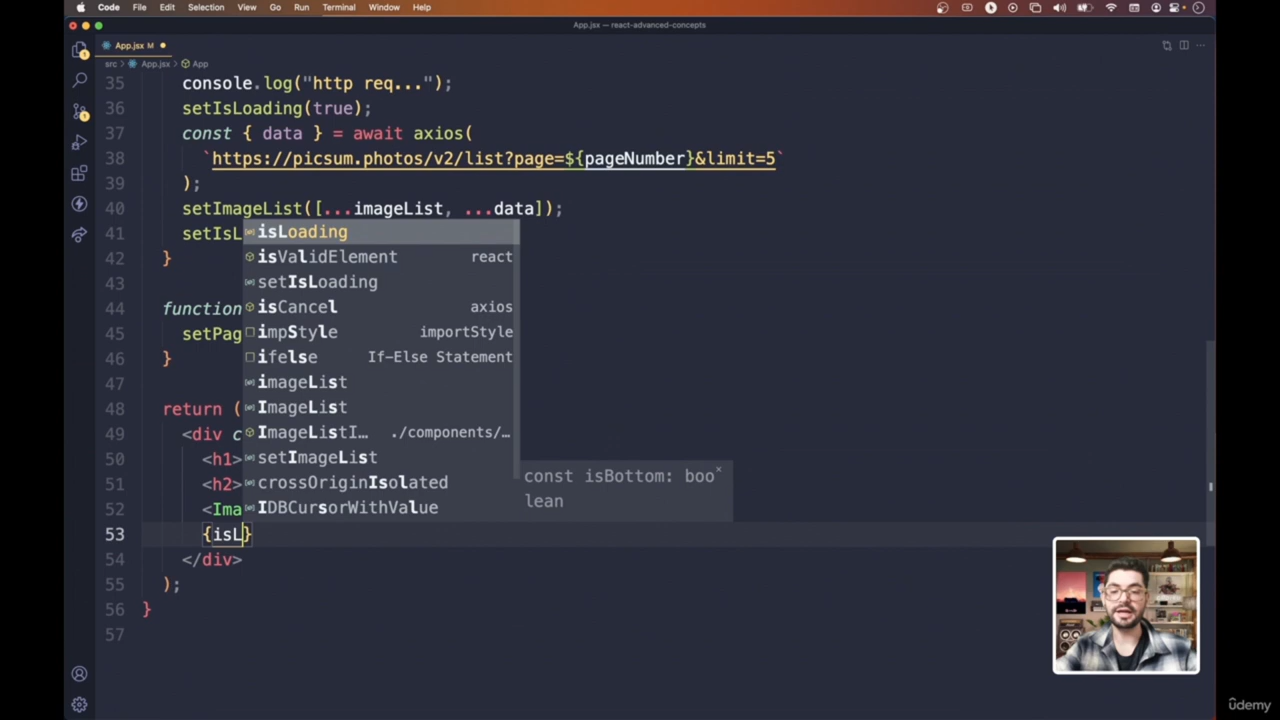 Code File Edit Selection View Go Run Terminal Window Help
App.jsx — react-advanced-concepts
App.jsx M
src > App.jsx > App
35 console.log("http req...");
36 setIsLoading(true);
37 const { data } = await axios(
38 `https://picsum.photos/v2/list?page=${pageNumber}&limit=5`
39 );
40 setImageList([...imageList, ...data]);
41 setIsL
42 }
43
44 function
45 setPag
46 }
47
48 return (
49 <div c
50 <h1>
51 <h2>
52 <Ima
53 {isL}
54 </div>
55 );
56 }
57
isLoading
isValidElement react
setIsLoading
isCancel axios
impStyle importStyle
ifelse If-Else Statement
imageList
ImageList
ImageListI… ./components/…
setImageList
crossOriginIsolated
IDBCursorWithValue
const isBottom: boo
lean
ûdemy